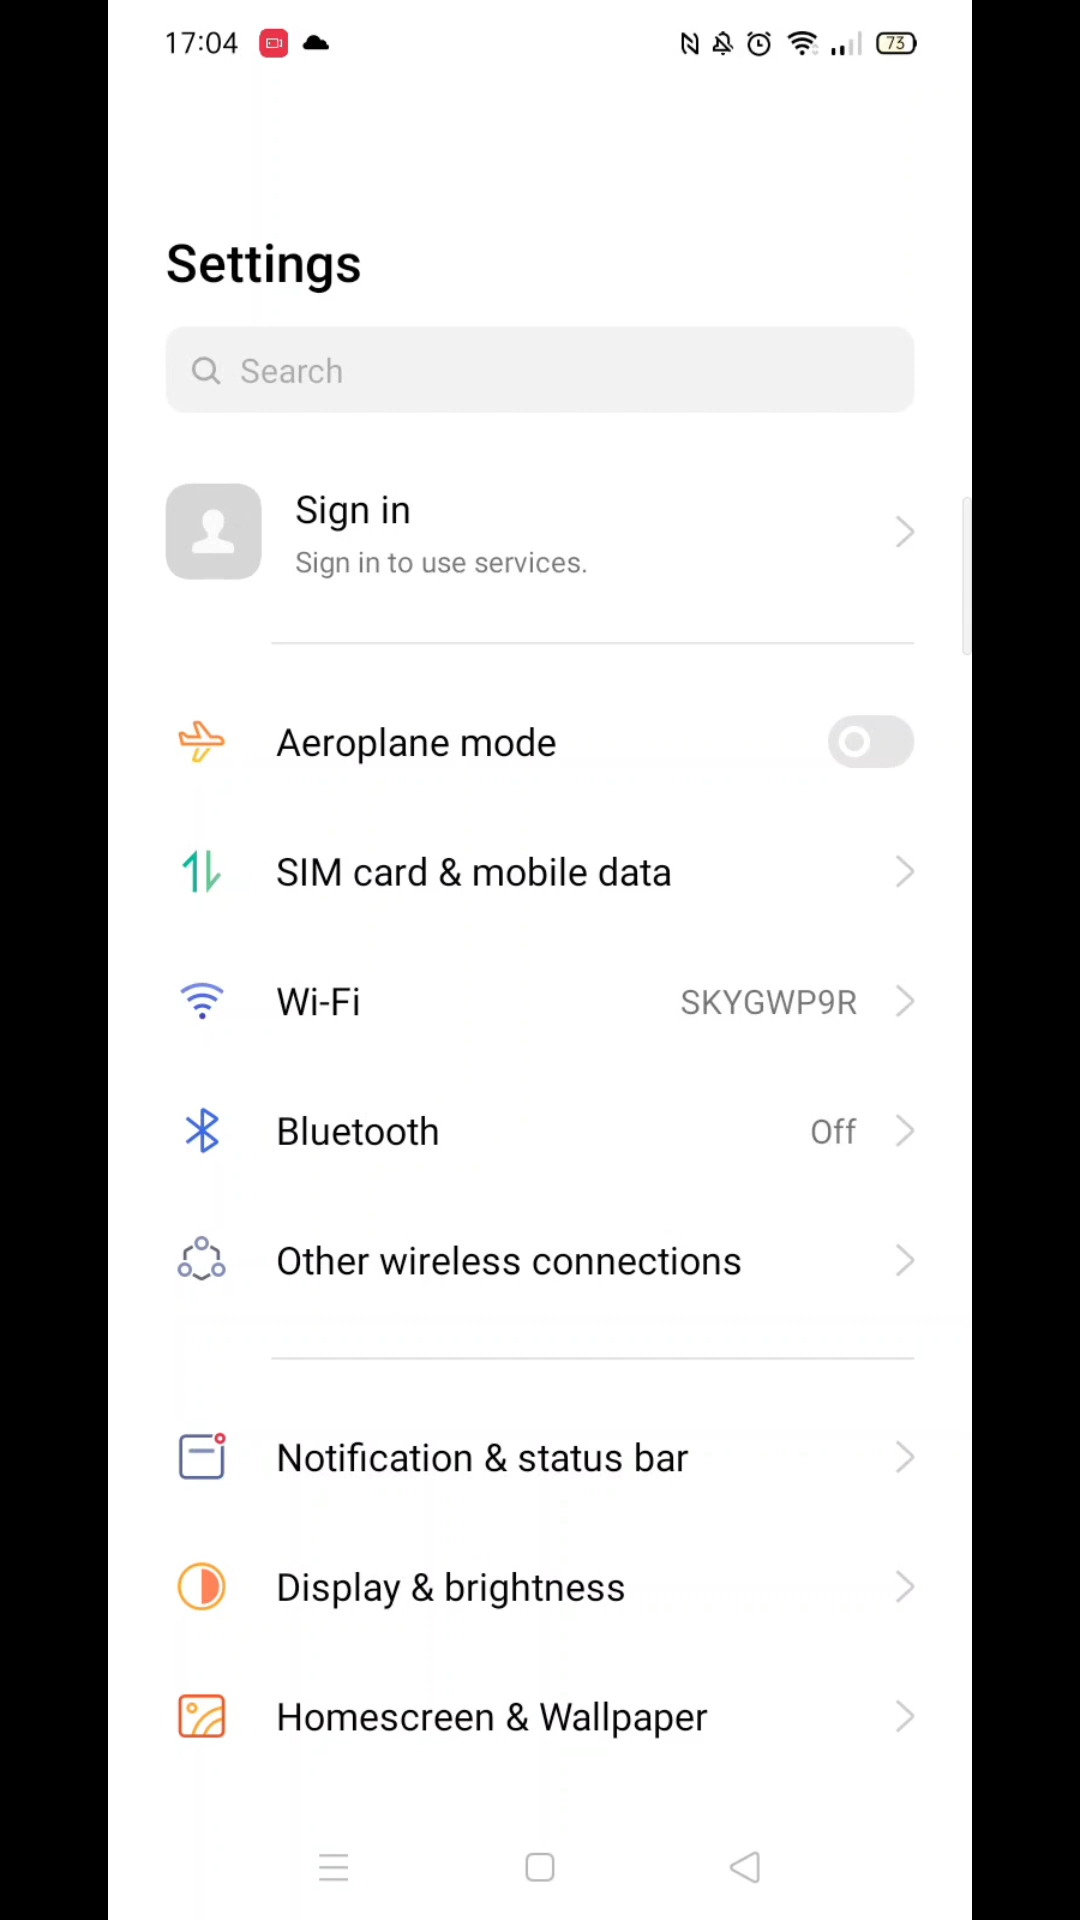 17:04
73
Settings
Search
Sign in
Sign in to use services.
Aeroplane mode
SIM card & mobile data
Wi-Fi SKYGWP9R
Bluetooth Off
Other wireless connections
Notification & status bar
Display & brightness
Homescreen & Wallpaper